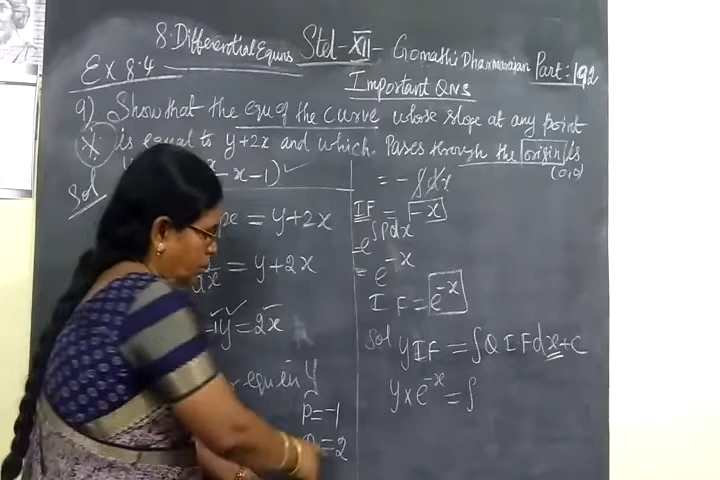 8. Differential Equns Std - XII - Gomathi Dharmarajan Part: 192
Ex 8.4
Important Qns
9) Show that the equ of the curve whose slope at any point
is equal to y+2x and which Passes through the origin is
(0,0)
-x-1)
Sol
= y+2x
= y+2x
-1y = 2x
equn in y
P=-1
=2
= -∫dx
= -x
IF
= e^∫Pdx
= e^-x
IF = e^-x
Sol
y IF = ∫Q I.F dx + c
y x e^-x = ∫